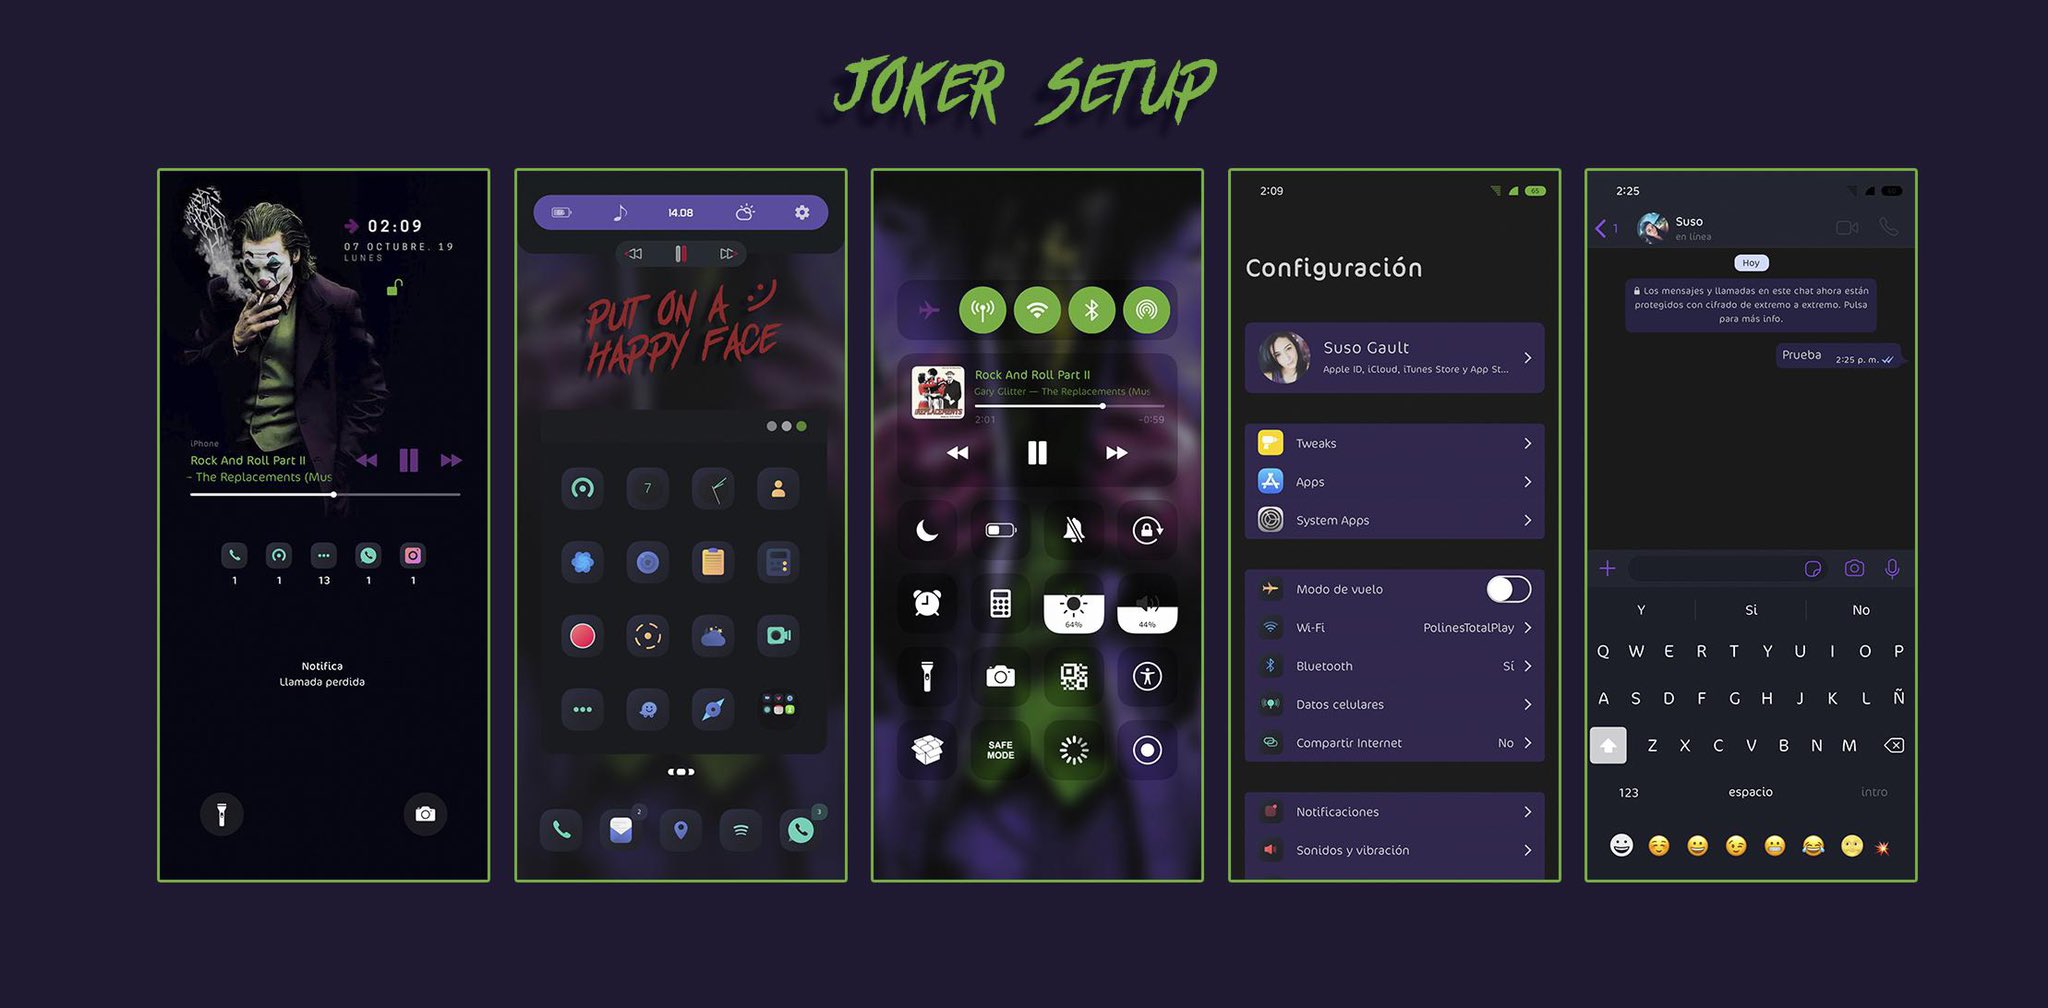 JOKER SETUP
02:09
07 OCTUBRE. 19
LUNES
iPhone
Rock And Roll Part II
- The Replacements (Mus
1
1
13
1
1
Notifica
Llamada perdida
14.08
PUT ON A :)
HAPPY FACE
7
2
3
Rock And Roll Part II
Gary Glitter — The Replacements (Mus
REPLACEMENTS
2:01
-0:59
64%
44%
SAFE
MODE
2:09
65
Configuración
Suso Gault
Apple ID, iCloud, iTunes Store y App St...
Tweaks
Apps
System Apps
Modo de vuelo
Wi-Fi PolinesTotalPlay
Bluetooth Sí
Datos celulares
Compartir Internet No
Notificaciones
Sonidos y vibración
2:25
1
Suso
en línea
Hoy
Los mensajes y llamadas en este chat ahora están
protegidos con cifrado de extremo a extremo. Pulsa
para más info.
Prueba 2:25 p. m.
Y Si No
Q W E R T Y U I O P
A S D F G H J K L Ñ
Z X C V B N M
123 espacio intro